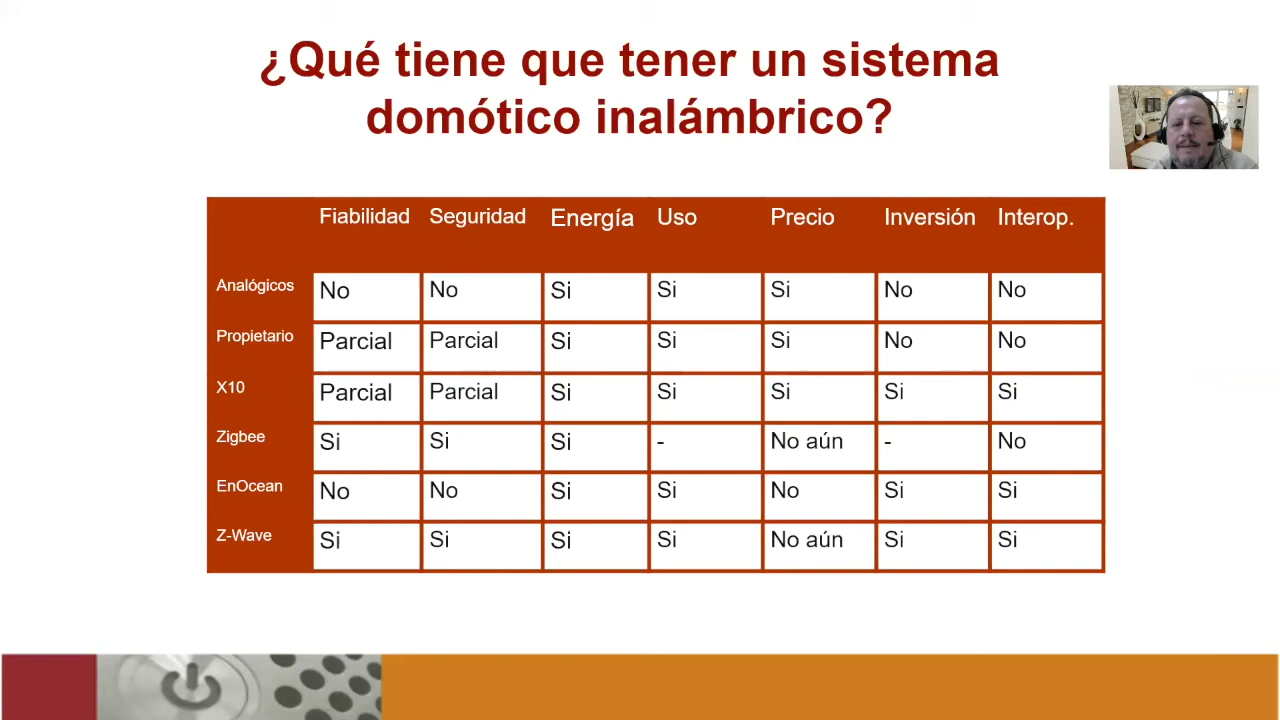 ¿Qué tiene que tener un sistema
domótico inalámbrico?
Fiabilidad Seguridad Energía Uso Precio Inversión Interop.
Analógicos No No Si Si Si No No
Propietario Parcial Parcial Si Si Si No No
X10 Parcial Parcial Si Si Si Si Si
Zigbee Si Si Si - No aún - No
EnOcean No No Si Si No Si Si
Z-Wave Si Si Si Si No aún Si Si